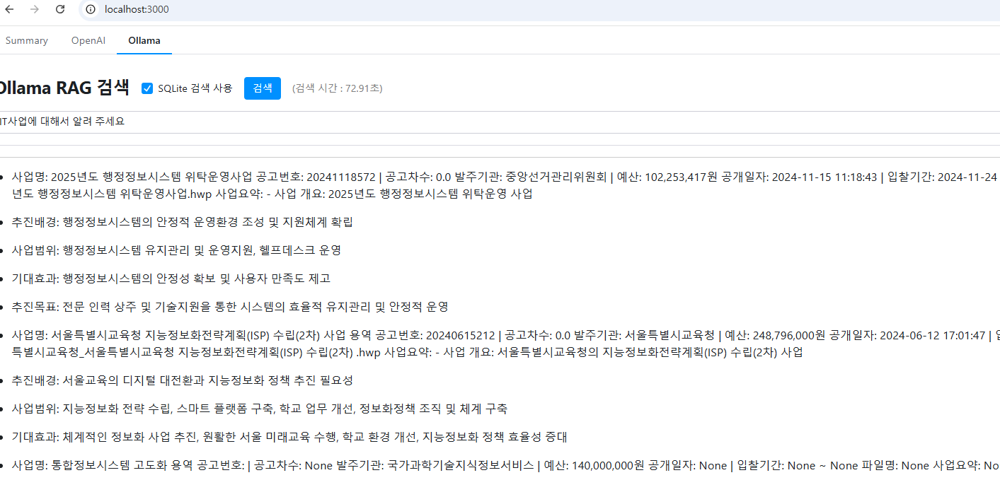 localhost:3000
Summary OpenAI Ollama
Ollama RAG 검색 SQLite 검색 사용 검색 (검색 시간 : 72.91초)
IT사업에 대해서 알려 주세요
사업명: 2025년도 행정정보시스템 위탁운영사업 공고번호: 20241118572 | 공고차수: 0.0 발주기관: 중앙선거관리위원회 | 예산: 102,253,417원 공개일자: 2024-11-15 11:18:43 | 입찰기간: 2024-11-24
년도 행정정보시스템 위탁운영사업.hwp 사업요약: - 사업 개요: 2025년도 행정정보시스템 위탁운영 사업
추진배경: 행정정보시스템의 안정적 운영환경 조성 및 지원체계 확립
사업범위: 행정정보시스템 유지관리 및 운영지원, 헬프데스크 운영
기대효과: 행정정보시스템의 안정성 확보 및 사용자 만족도 제고
추진목표: 전문 인력 상주 및 기술지원을 통한 시스템의 효율적 유지관리 및 안정적 운영
사업명: 서울특별시교육청 지능정보화전략계획(ISP) 수립(2차) 사업 용역 공고번호: 20240615212 | 공고차수: 0.0 발주기관: 서울특별시교육청 | 예산: 248,796,000원 공개일자: 2024-06-12 17:01:47 |
특별시교육청_서울특별시교육청 지능정보화전략계획(ISP) 수립(2차) .hwp 사업요약: - 사업 개요: 서울특별시교육청의 지능정보화전략계획(ISP) 수립(2차) 사업
추진배경: 서울교육의 디지털 대전환과 지능정보화 정책 추진 필요성
사업범위: 지능정보화 전략 수립, 스마트 플랫폼 구축, 학교 업무 개선, 정보화정책 조직 및 체계 구축
기대효과: 체계적인 정보화 사업 추진, 원활한 서울 미래교육 수행, 학교 환경 개선, 지능정보화 정책 효율성 증대
사업명: 통합정보시스템 고도화 용역 공고번호: | 공고차수: None 발주기관: 국가과학기술지식정보서비스 | 예산: 140,000,000원 공개일자: None | 입찰기간: None ~ None 파일명: None 사업요약: No